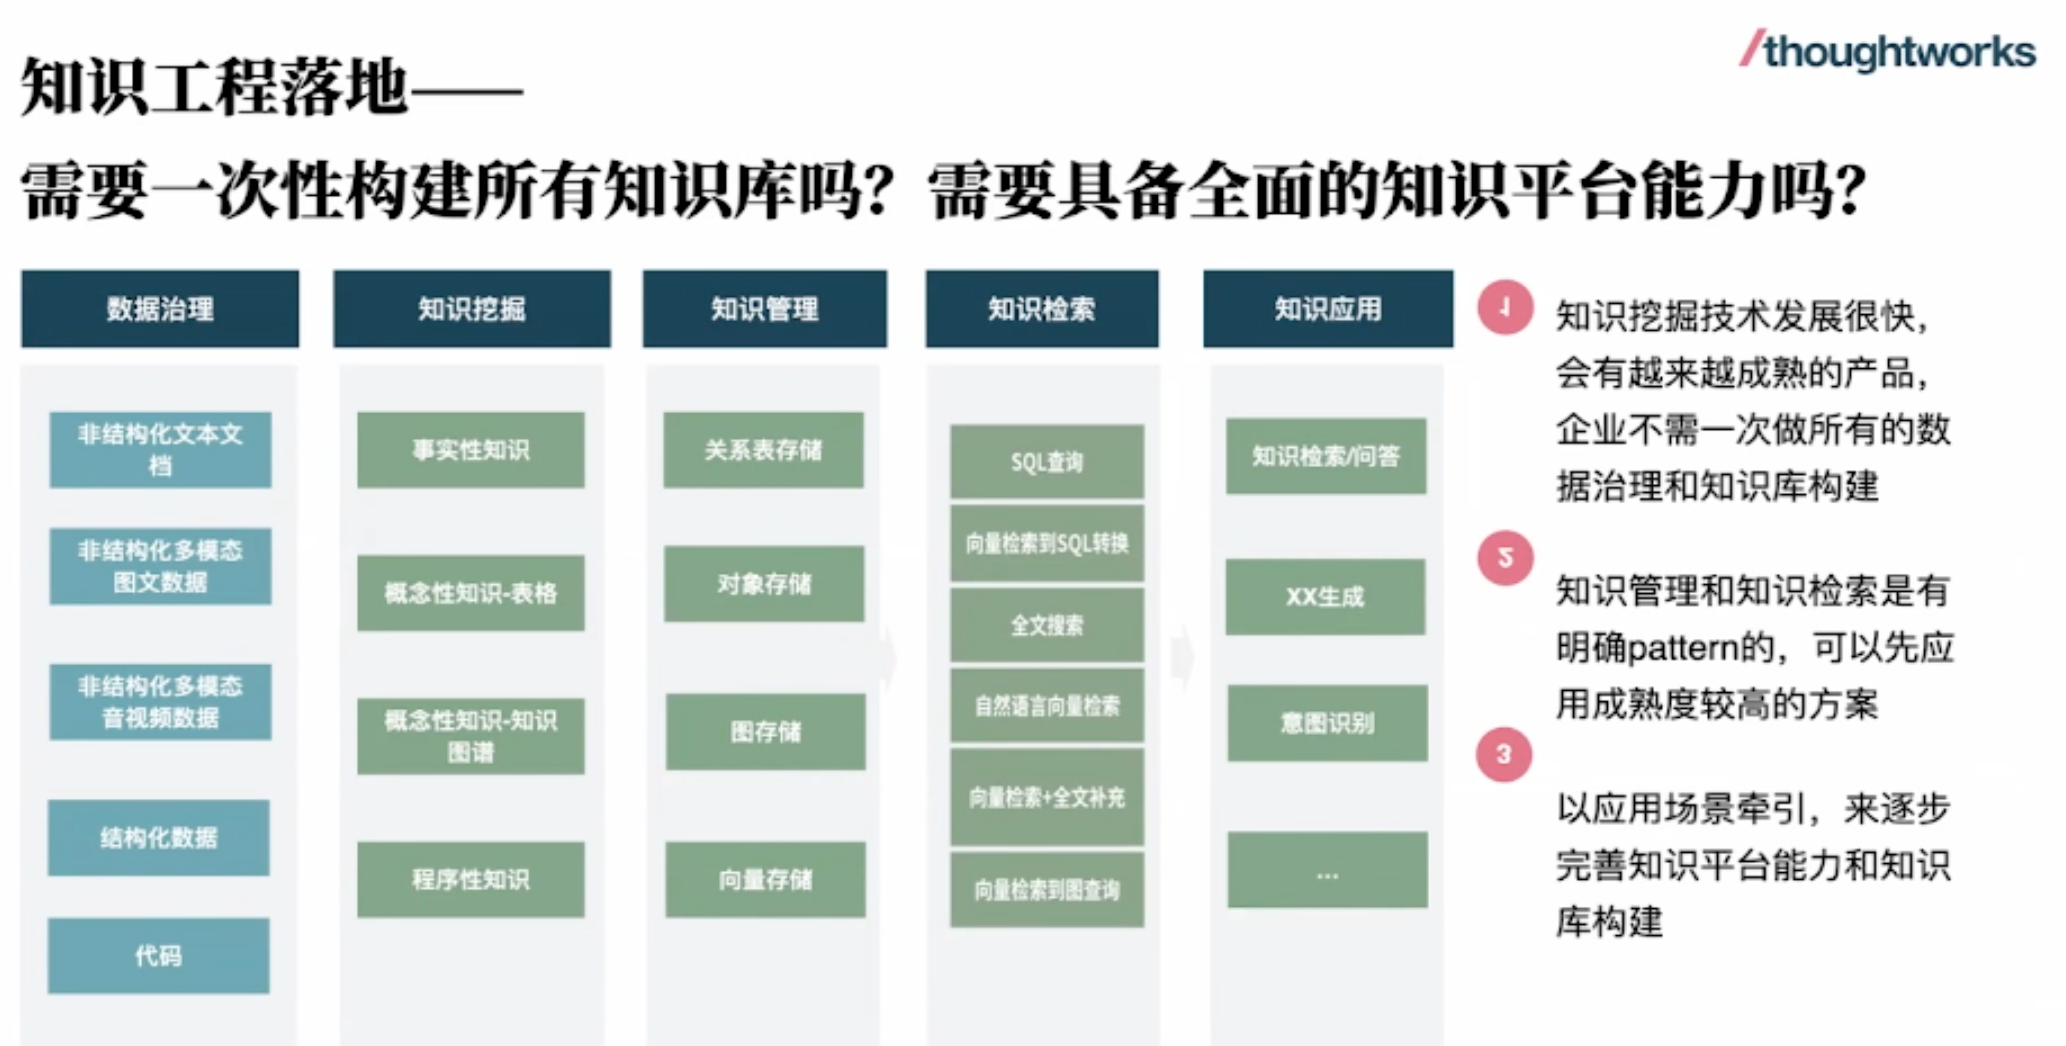 /thoughtworks
知识工程落地——
需要一次性构建所有知识库吗？需要具备全面的知识平台能力吗？
数据治理
非结构化文本文
档
非结构化多模态
图文数据
非结构化多模态
音视频数据
结构化数据
代码
知识挖掘
事实性知识
概念性知识-表格
概念性知识-知识
图谱
程序性知识
知识管理
关系表存储
对象存储
图存储
向量存储
知识检索
SQL查询
向量检索到SQL转换
全文搜索
自然语言向量检索
向量检索+全文补充
向量检索到图查询
知识应用
知识检索/问答
XX生成
意图识别
...
1
知识挖掘技术发展很快，
会有越来越成熟的产品，
企业不需一次做所有的数
据治理和知识库构建
2
知识管理和知识检索是有
明确pattern的，可以先应
用成熟度较高的方案
3
以应用场景牵引，来逐步
完善知识平台能力和知识
库构建